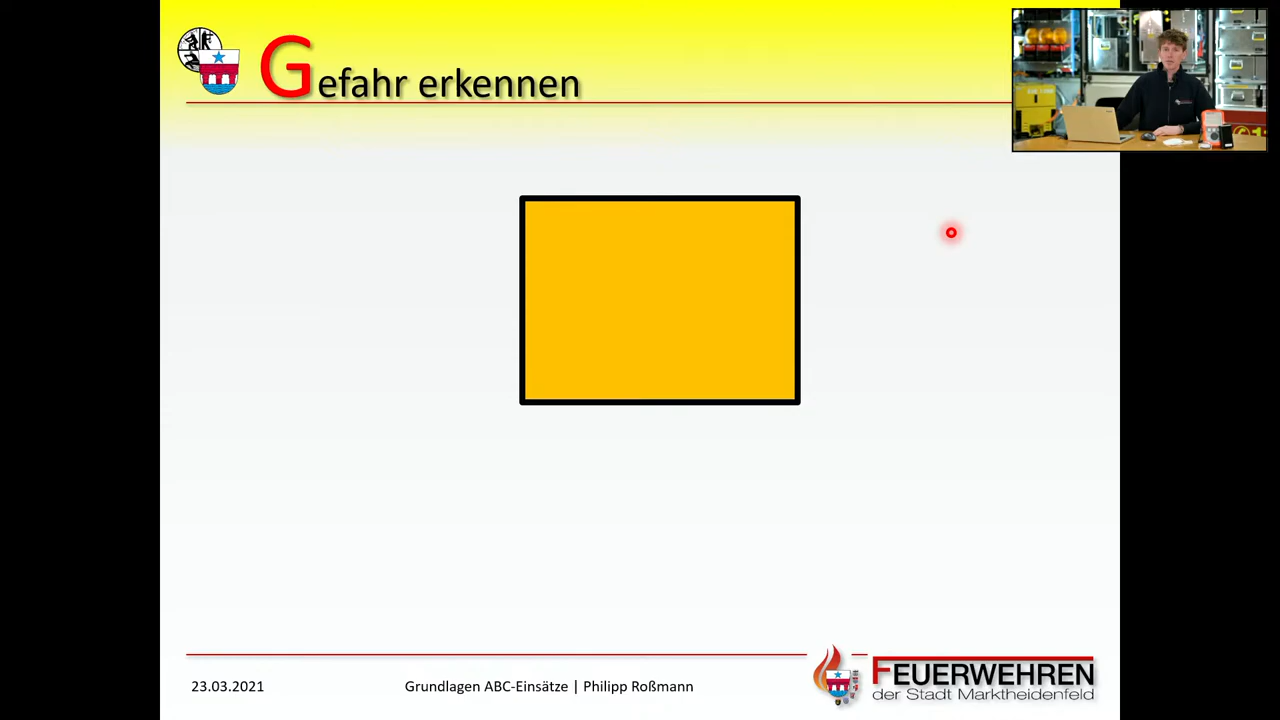 Gefahr erkennen
23.03.2021
Grundlagen ABC-Einsätze | Philipp Roßmann
FEUERWEHREN
der Stadt Marktheidenfeld